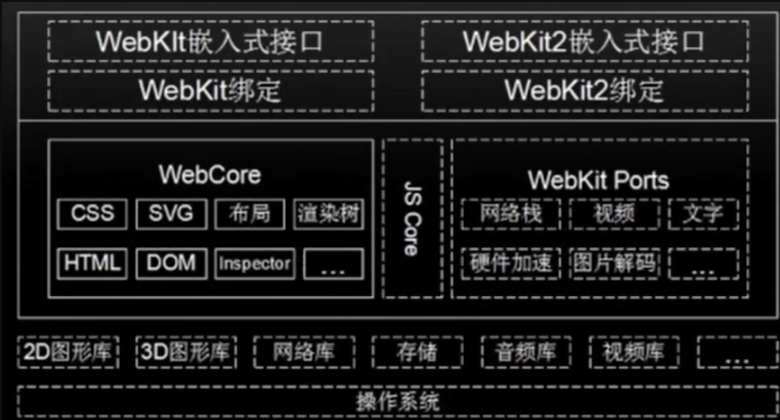 WebKIt嵌入式接口 WebKit2嵌入式接口
WebKit绑定 WebKit2绑定
WebCore
CSS SVG 布局 渲染树
HTML DOM Inspector ...
JS Core
WebKit Ports
网络栈 视频 文字
硬件加速 图片解码 ...
2D图形库 3D图形库 网络库 存储 音频库 视频库 ...
操作系统